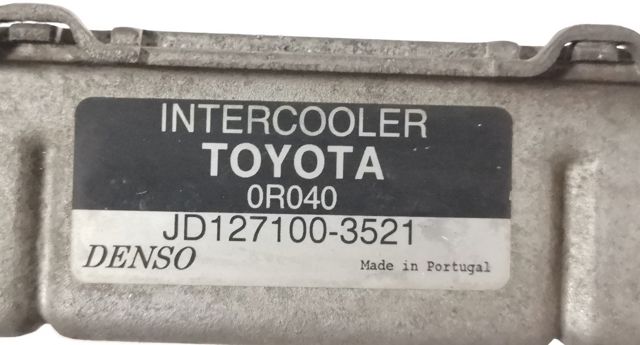 INTERCOOLER
TOYOTA
0R040
JD127100-3521
DENSO Made in Portugal